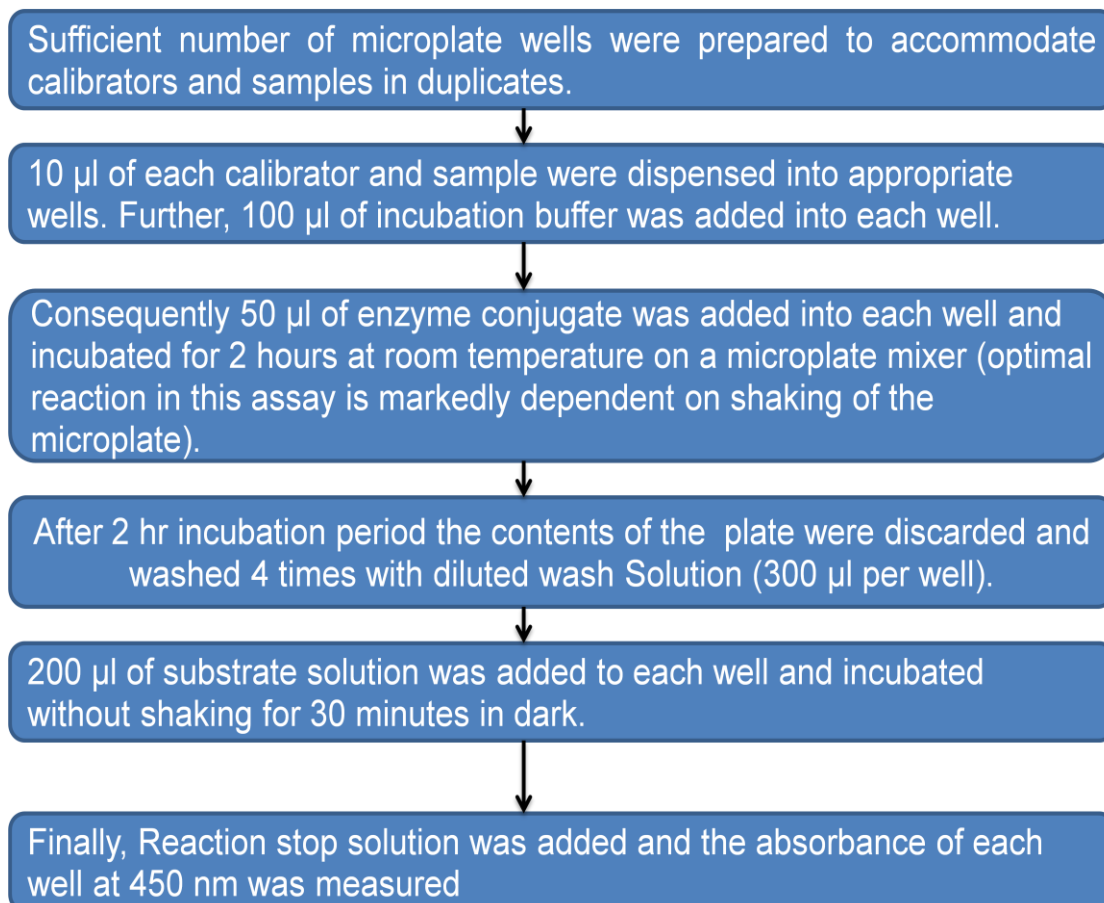 Sufficient number of microplate wells were prepared to accommodate
calibrators and samples in duplicates.
10 µl of each calibrator and sample were dispensed into appropriate
wells. Further, 100 µl of incubation buffer was added into each well.
Consequently 50 µl of enzyme conjugate was added into each well and
incubated for 2 hours at room temperature on a microplate mixer (optimal
reaction in this assay is markedly dependent on shaking of the
microplate).
After 2 hr incubation period the contents of the plate were discarded and
washed 4 times with diluted wash Solution (300 µl per well).
200 µl of substrate solution was added to each well and incubated
without shaking for 30 minutes in dark.
Finally, Reaction stop solution was added and the absorbance of each
well at 450 nm was measured